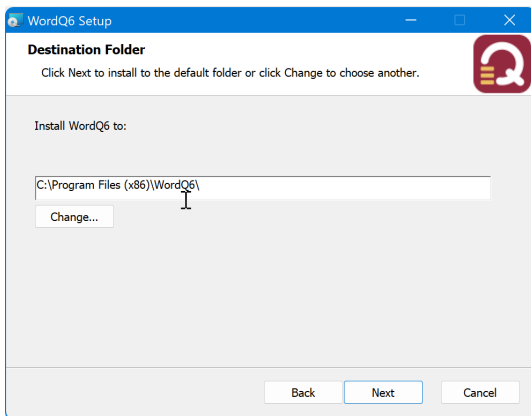 WordQ6 Setup
Destination Folder
Click Next to install to the default folder or click Change to choose another.
Install WordQ6 to:
C:\Program Files (x86)\WordQ6\
Change...
Back Next Cancel